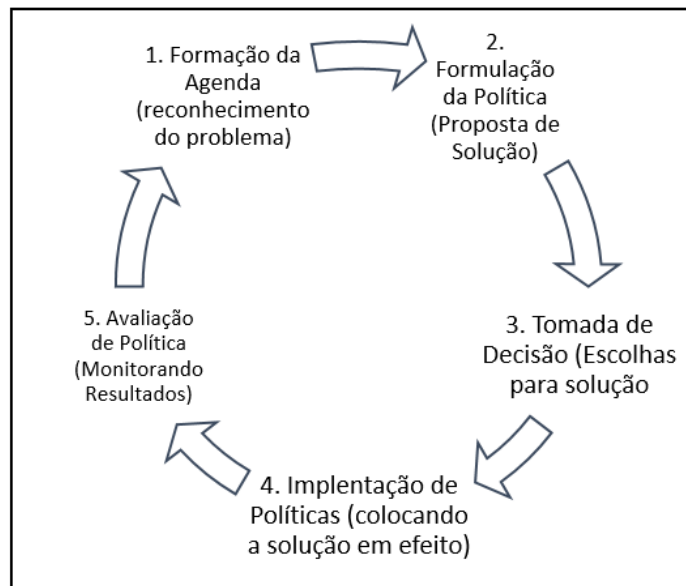 1. Formação da
Agenda
(reconhecimento
do problema)
2.
Formulação
da Política
(Proposta de
Solução)
3. Tomada de
Decisão (Escolhas
para solução
4. Implentação de
Políticas (colocando
a solução em efeito)
5. Avaliação
de Política
(Monitorando
Resultados)